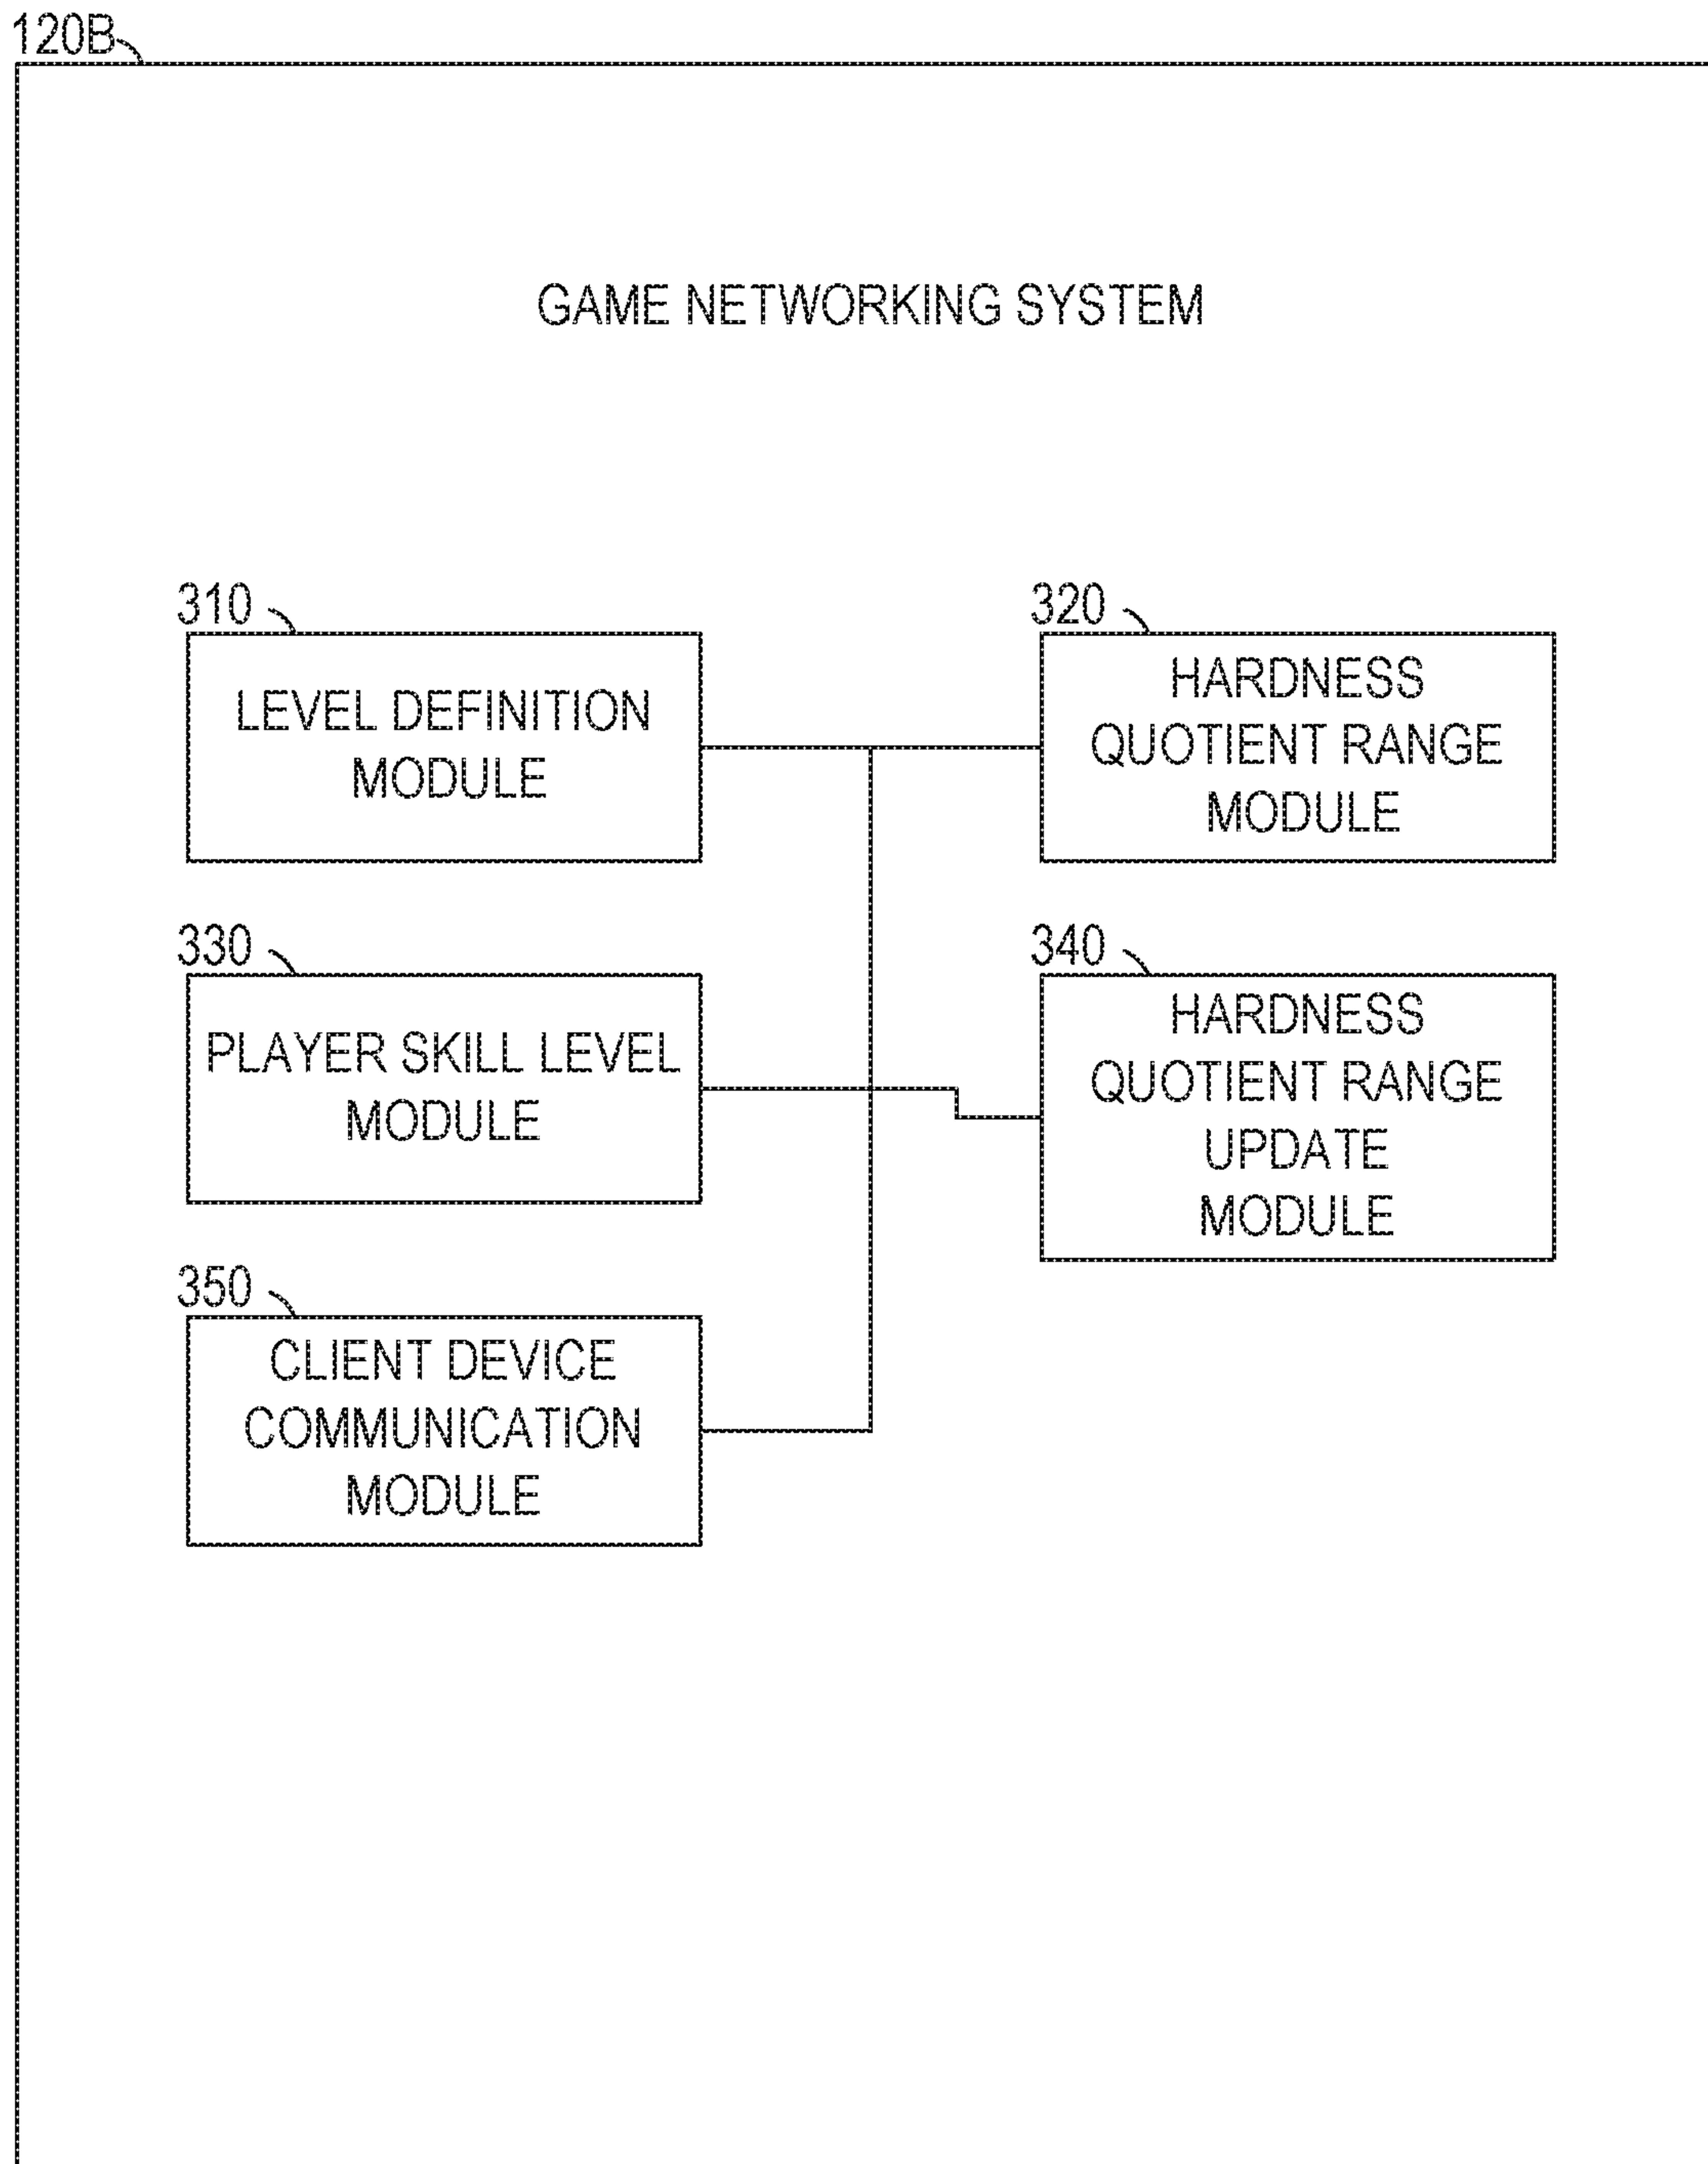 120B
GAME NETWORKING SYSTEM
310
LEVEL DEFINITION
MODULE
320
HARDNESS
QUOTIENT RANGE
MODULE
330
PLAYER SKILL LEVEL
MODULE
340
HARDNESS
QUOTIENT RANGE
UPDATE
MODULE
350
CLIENT DEVICE
COMMUNICATION
MODULE